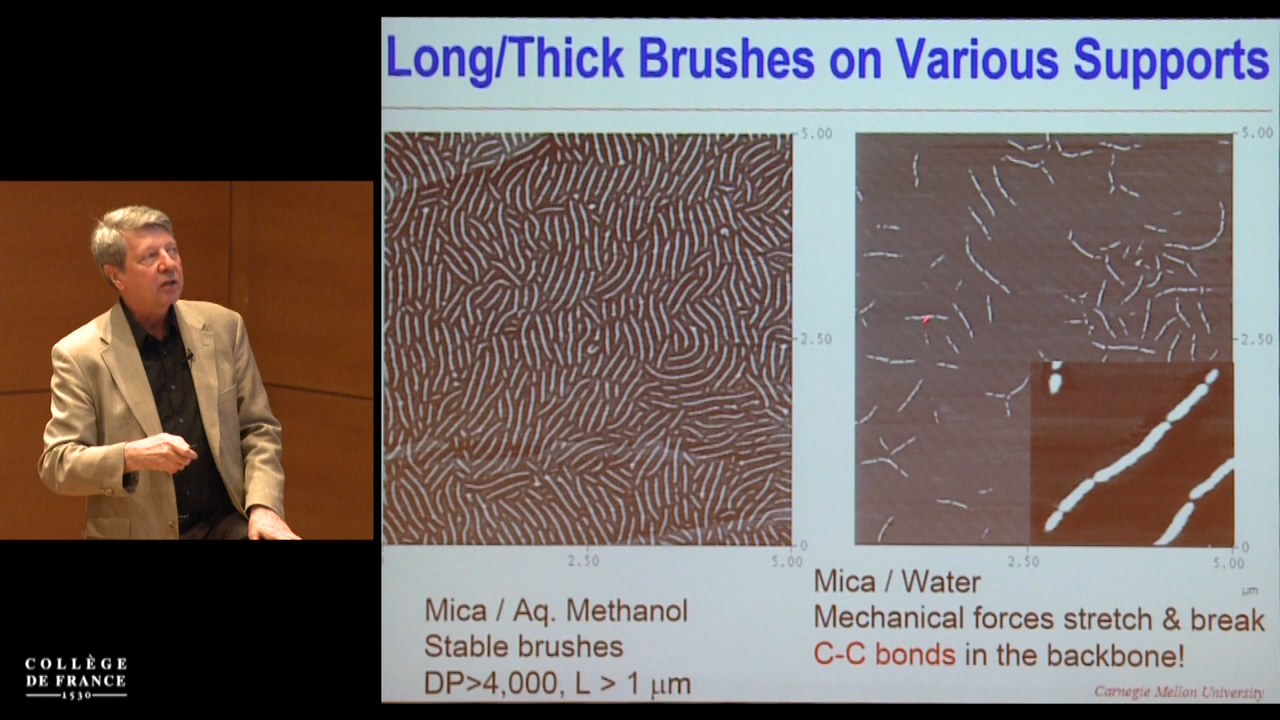 Long/Thick Brushes on Various Supports
5.00
2.50
0
2.50
5.00
5.00
2.50
0
2.50
5.00
µm
Mica / Aq. Methanol
Stable brushes
DP>4,000, L > 1 µm
Mica / Water
Mechanical forces stretch & break
C-C bonds in the backbone!
Carnegie Mellon University
COLLÈGE
DE FRANCE
1530